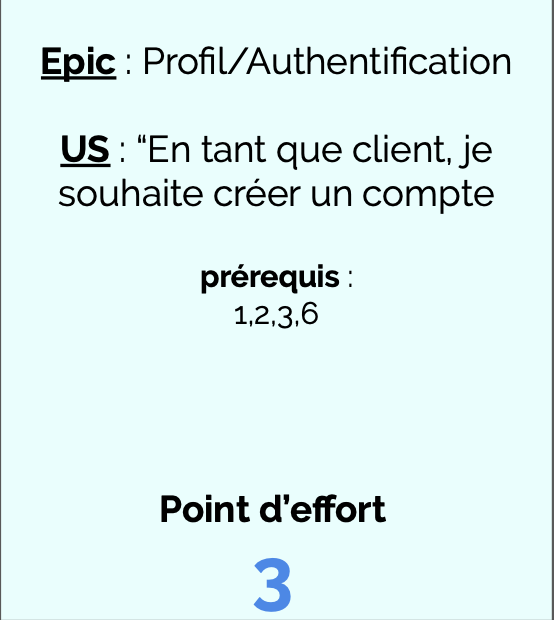 Epic : Profil/Authentification
US : “En tant que client, je
souhaite créer un compte
prérequis :
1,2,3,6
Point d’effort
3